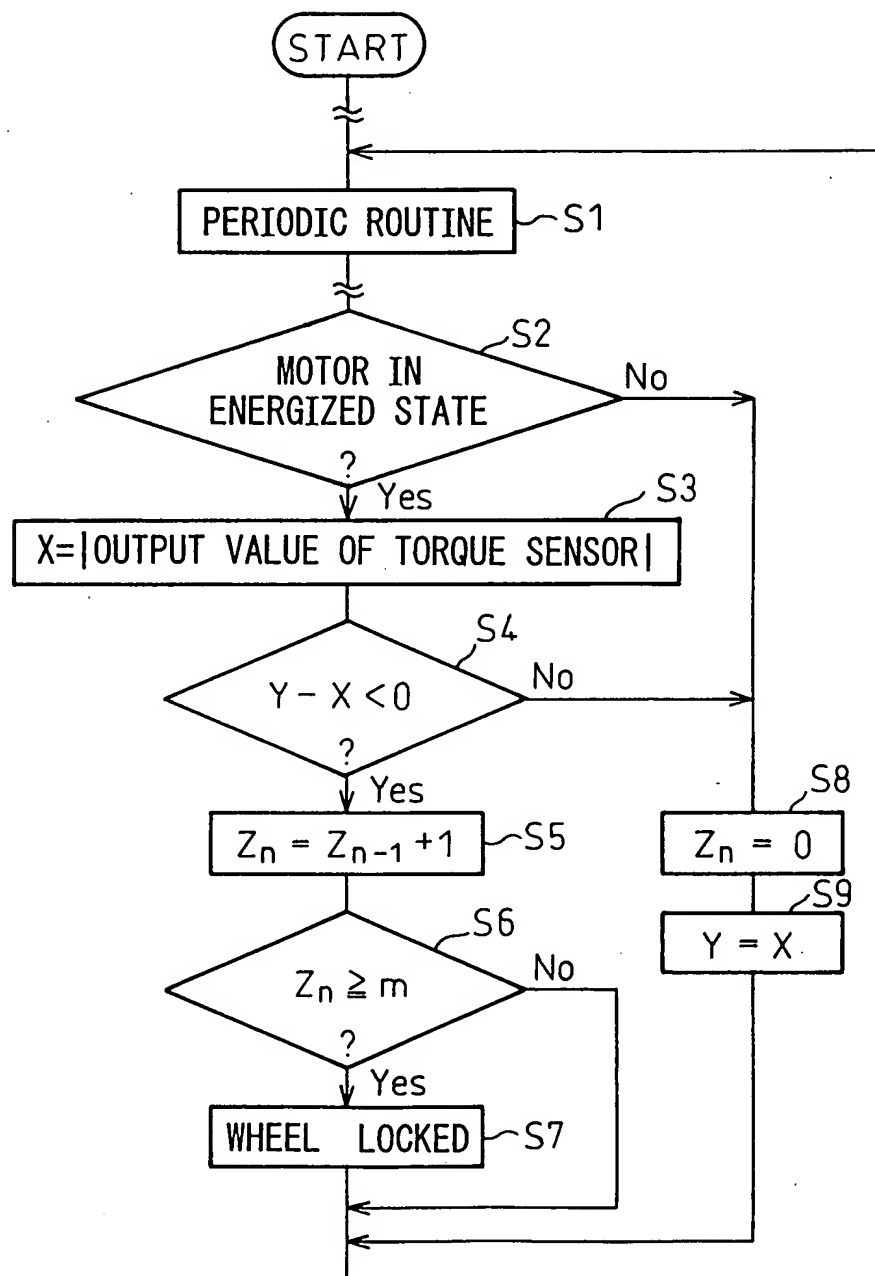 START
PERIODIC ROUTINE
S1
S2
MOTOR IN
ENERGIZED STATE
?
No
Yes
S3
X=|OUTPUT VALUE OF TORQUE SENSOR|
S4
Y - X < 0
?
No
Yes
S5
Zn = Zn-1 + 1
S8
Zn = 0
S9
Y = X
S6
Zn ≧ m
?
No
Yes
WHEEL LOCKED
S7